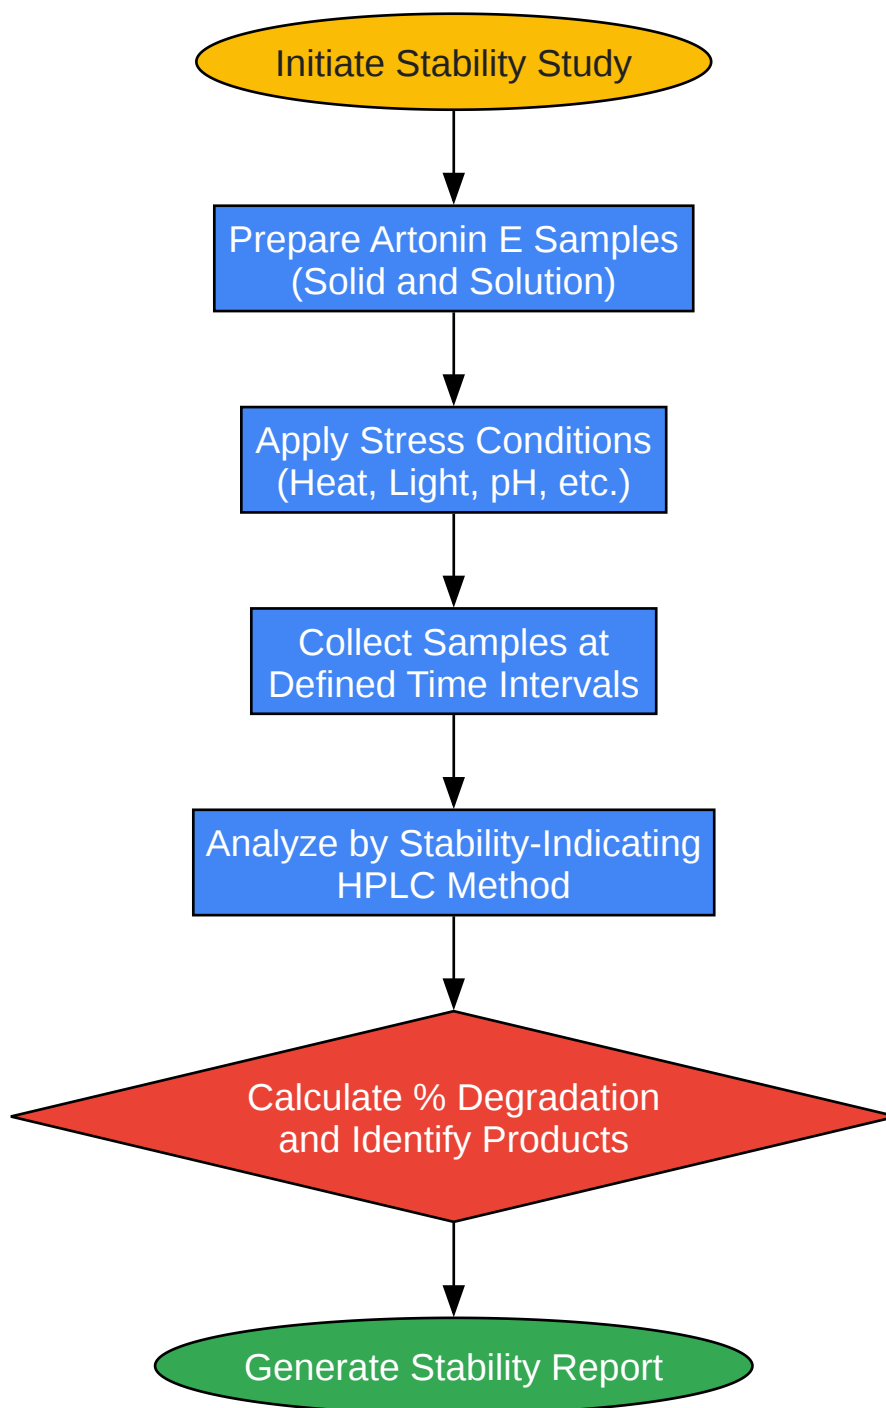 Initiate Stability Study
Prepare Artonin E Samples
(Solid and Solution)
Apply Stress Conditions
(Heat, Light, pH, etc.)
Collect Samples at
Defined Time Intervals
Analyze by Stability-Indicating
HPLC Method
Calculate % Degradation
and Identify Products
Generate Stability Report